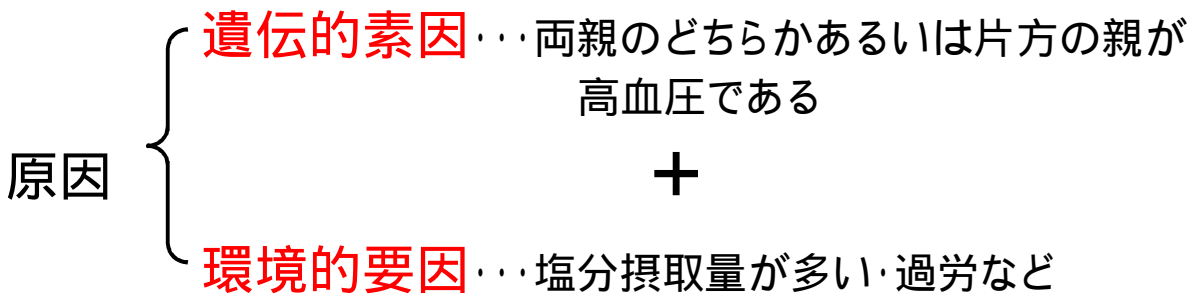 遺伝的素因･･･両親のどちらかあるいは片方の親が
高血圧である
原因
＋
環境的要因･･･塩分摂取量が多い･過労など